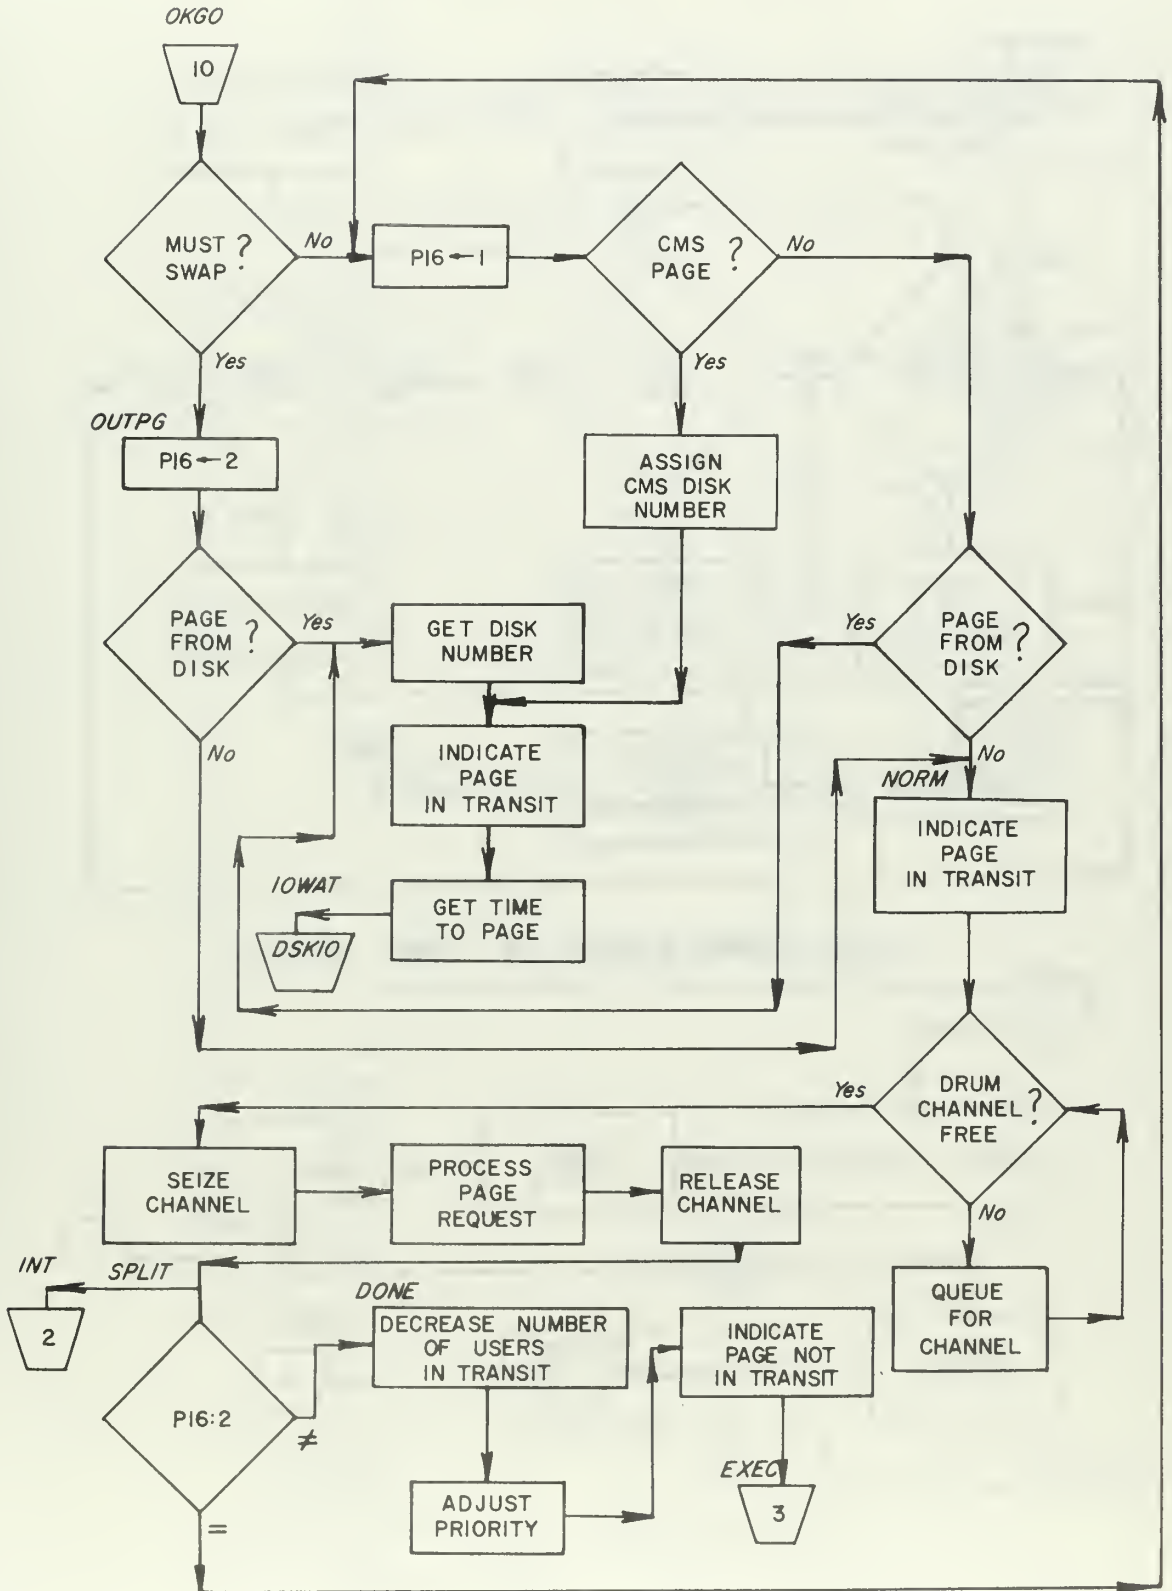 OKGO
10
MUST
SWAP ?
No
P16 ← 1
CMS
PAGE ?
No
Yes
Yes
OUTPG
P16 ← 2
ASSIGN
CMS DISK
NUMBER
PAGE
FROM
DISK ?
Yes
GET DISK
NUMBER
Yes
PAGE
FROM
DISK ?
No
INDICATE
PAGE
IN TRANSIT
No
NORM
INDICATE
PAGE
IN TRANSIT
IOWAT
GET TIME
TO PAGE
DSKIO
Yes
DRUM
CHANNEL
FREE ?
SEIZE
CHANNEL
PROCESS
PAGE
REQUEST
RELEASE
CHANNEL
No
INT
SPLIT
2
QUEUE
FOR
CHANNEL
DONE
DECREASE NUMBER
OF USERS
IN TRANSIT
INDICATE
PAGE NOT
IN TRANSIT
P16:2
≠
ADJUST
PRIORITY
EXEC
3
=